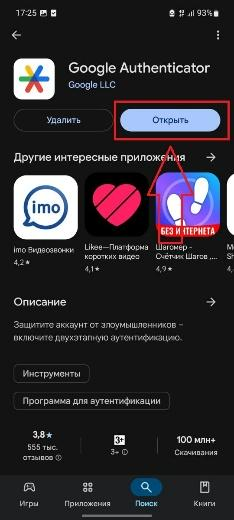 17:25
93%
Google Authenticator
Google LLC
Удалить
Открыть
Другие интересные приложения
imo
БЕЗ ИНТЕРНЕТА
imo Видеозвонки
Likee—Платформа
коротких видео
Шагомер -
Счётчик Шагов ,...
4,2★
4,1★
4,9★
Описание
Защитите аккаунт от злоумышленников –
включите двухэтапную аутентификацию.
Инструменты
Программа для аутентификации
3,8★
555 тыс.
отзывов
3+
3+
100 млн+
Скачивания
Игры
Приложения
Поиск
Книги